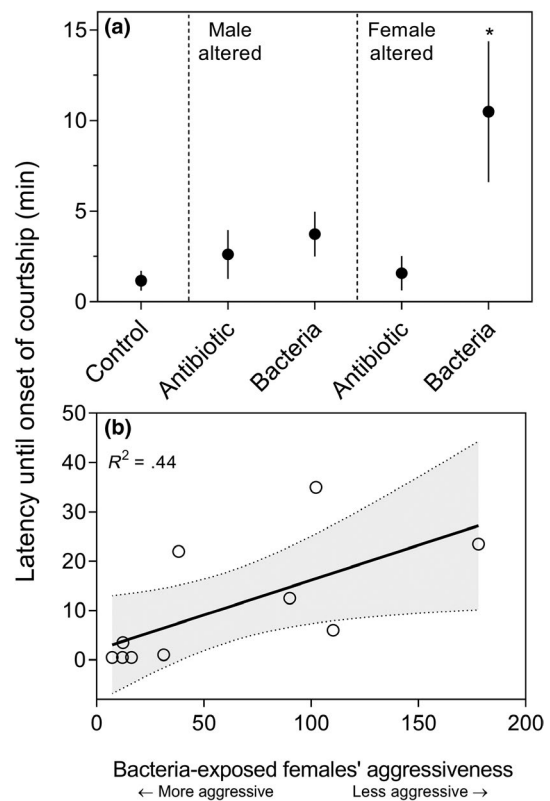 (a)
Male
altered
Female
altered
*
15
10
5
0
Control
Antibiotic
Bacteria
Antibiotic
Bacteria
Latency until onset of courtship (min)
(b)
R² = .44
50
40
30
20
10
0
0
50
100
150
200
Bacteria-exposed females' aggressiveness
← More aggressive
Less aggressive →